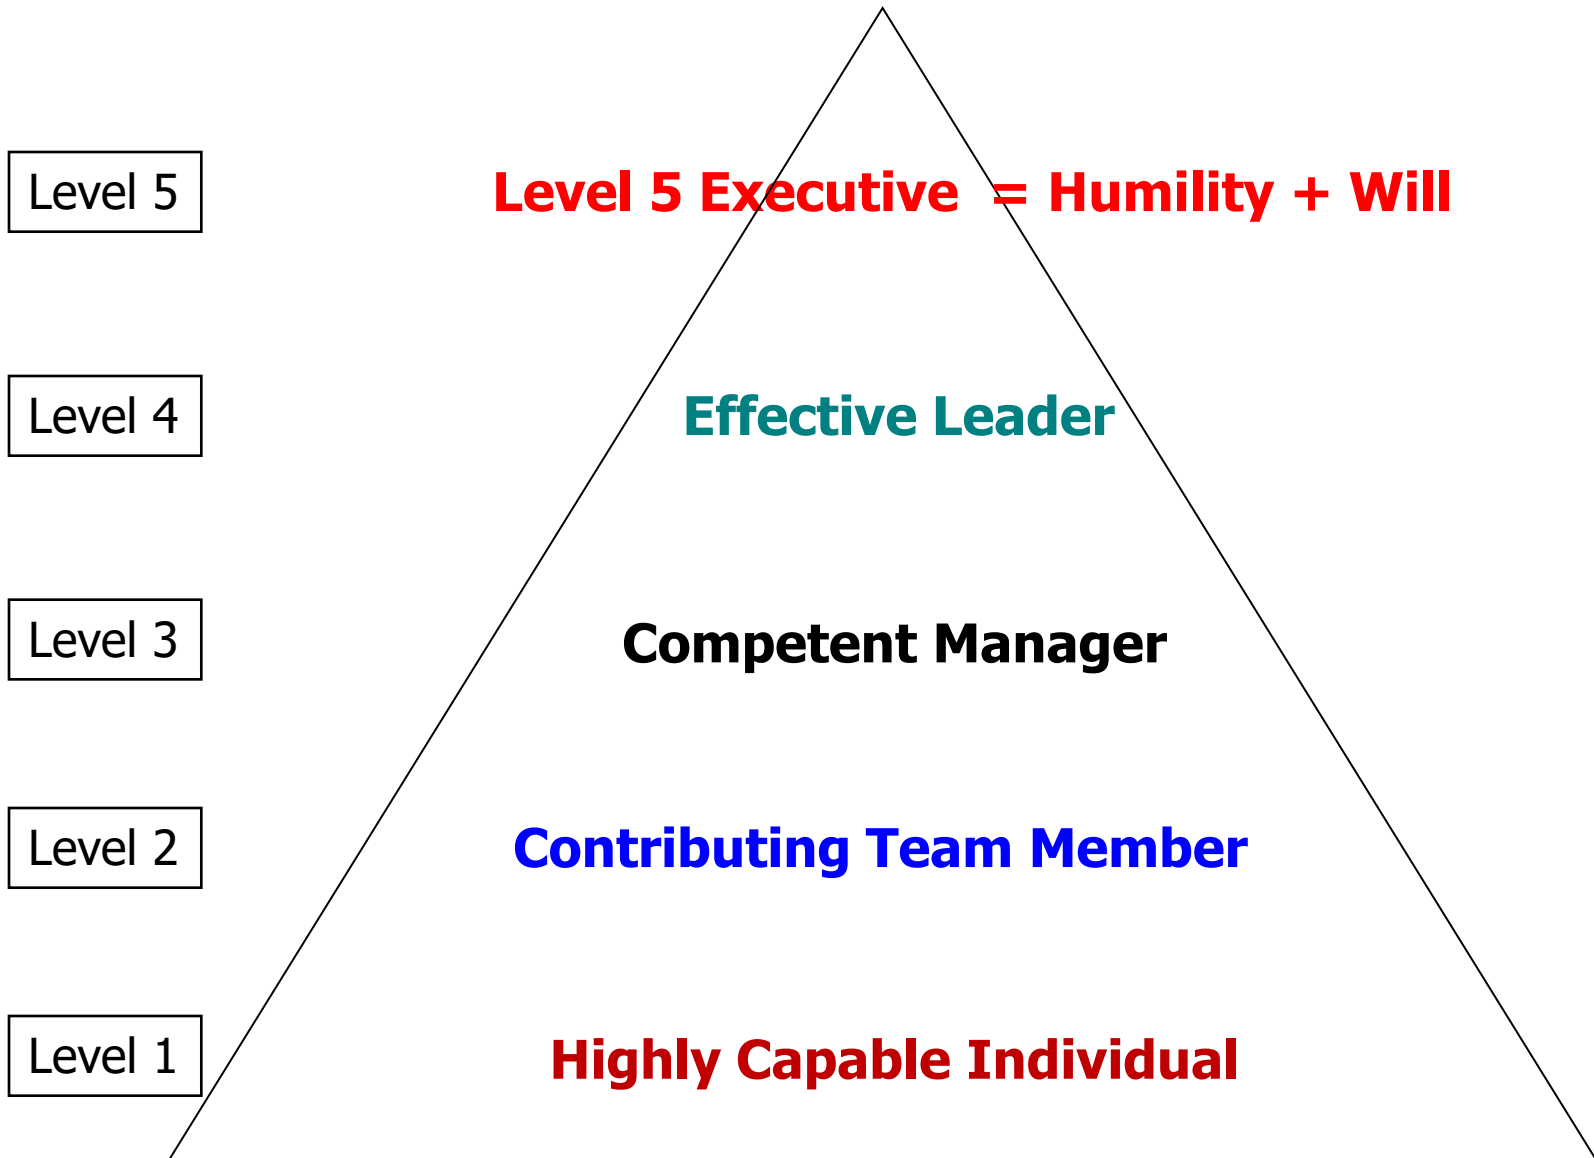 Level 5
Level 5 Executive  = Humility + Will
Level 4
Effective Leader
Level 3
Competent Manager
Level 2
Contributing Team Member
Level 1
Highly Capable Individual